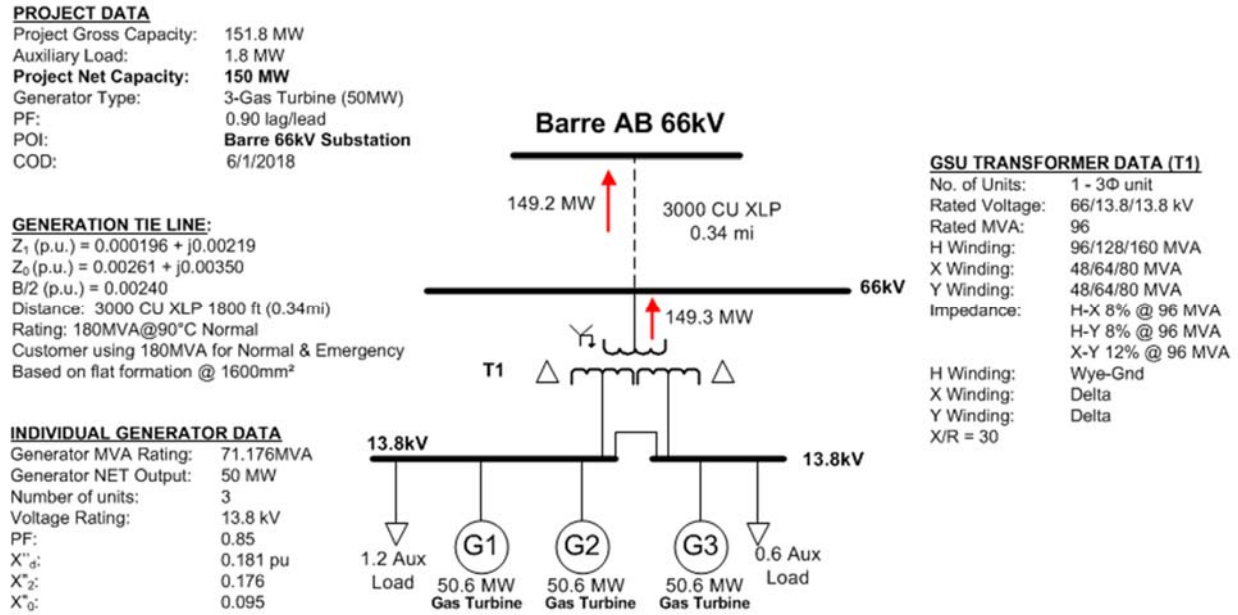 PROJECT DATA
Project Gross Capacity: 151.8 MW
Auxiliary Load: 1.8 MW
Project Net Capacity: 150 MW
Generator Type: 3-Gas Turbine (50MW)
PF: 0.90 lag/lead
POI: Barre 66kV Substation
COD: 6/1/2018
GENERATION TIE LINE:
Z₁ (p.u.) = 0.000196 + j0.00219
Z₀ (p.u.) = 0.00261 + j0.00350
B/2 (p.u.) = 0.00240
Distance: 3000 CU XLP 1800 ft (0.34mi)
Rating: 180MVA@90°C Normal
Customer using 180MVA for Normal & Emergency
Based on flat formation @ 1600mm²
INDIVIDUAL GENERATOR DATA
Generator MVA Rating: 71.176MVA
Generator NET Output: 50 MW
Number of units: 3
Voltage Rating: 13.8 kV
PF: 0.85
X"d: 0.181 pu
X"₂: 0.176
X"₀: 0.095
Barre AB 66kV
149.2 MW
3000 CU XLP
0.34 mi
66kV
149.3 MW
T1
13.8kV
13.8kV
1.2 Aux
Load
G1
50.6 MW
Gas Turbine
G2
50.6 MW
Gas Turbine
G3
50.6 MW
Gas Turbine
0.6 Aux
Load
GSU TRANSFORMER DATA (T1)
No. of Units: 1 - 3Φ unit
Rated Voltage: 66/13.8/13.8 kV
Rated MVA: 96
H Winding: 96/128/160 MVA
X Winding: 48/64/80 MVA
Y Winding: 48/64/80 MVA
Impedance: H-X 8% @ 96 MVA
H-Y 8% @ 96 MVA
X-Y 12% @ 96 MVA
H Winding: Wye-Gnd
X Winding: Delta
Y Winding: Delta
X/R = 30